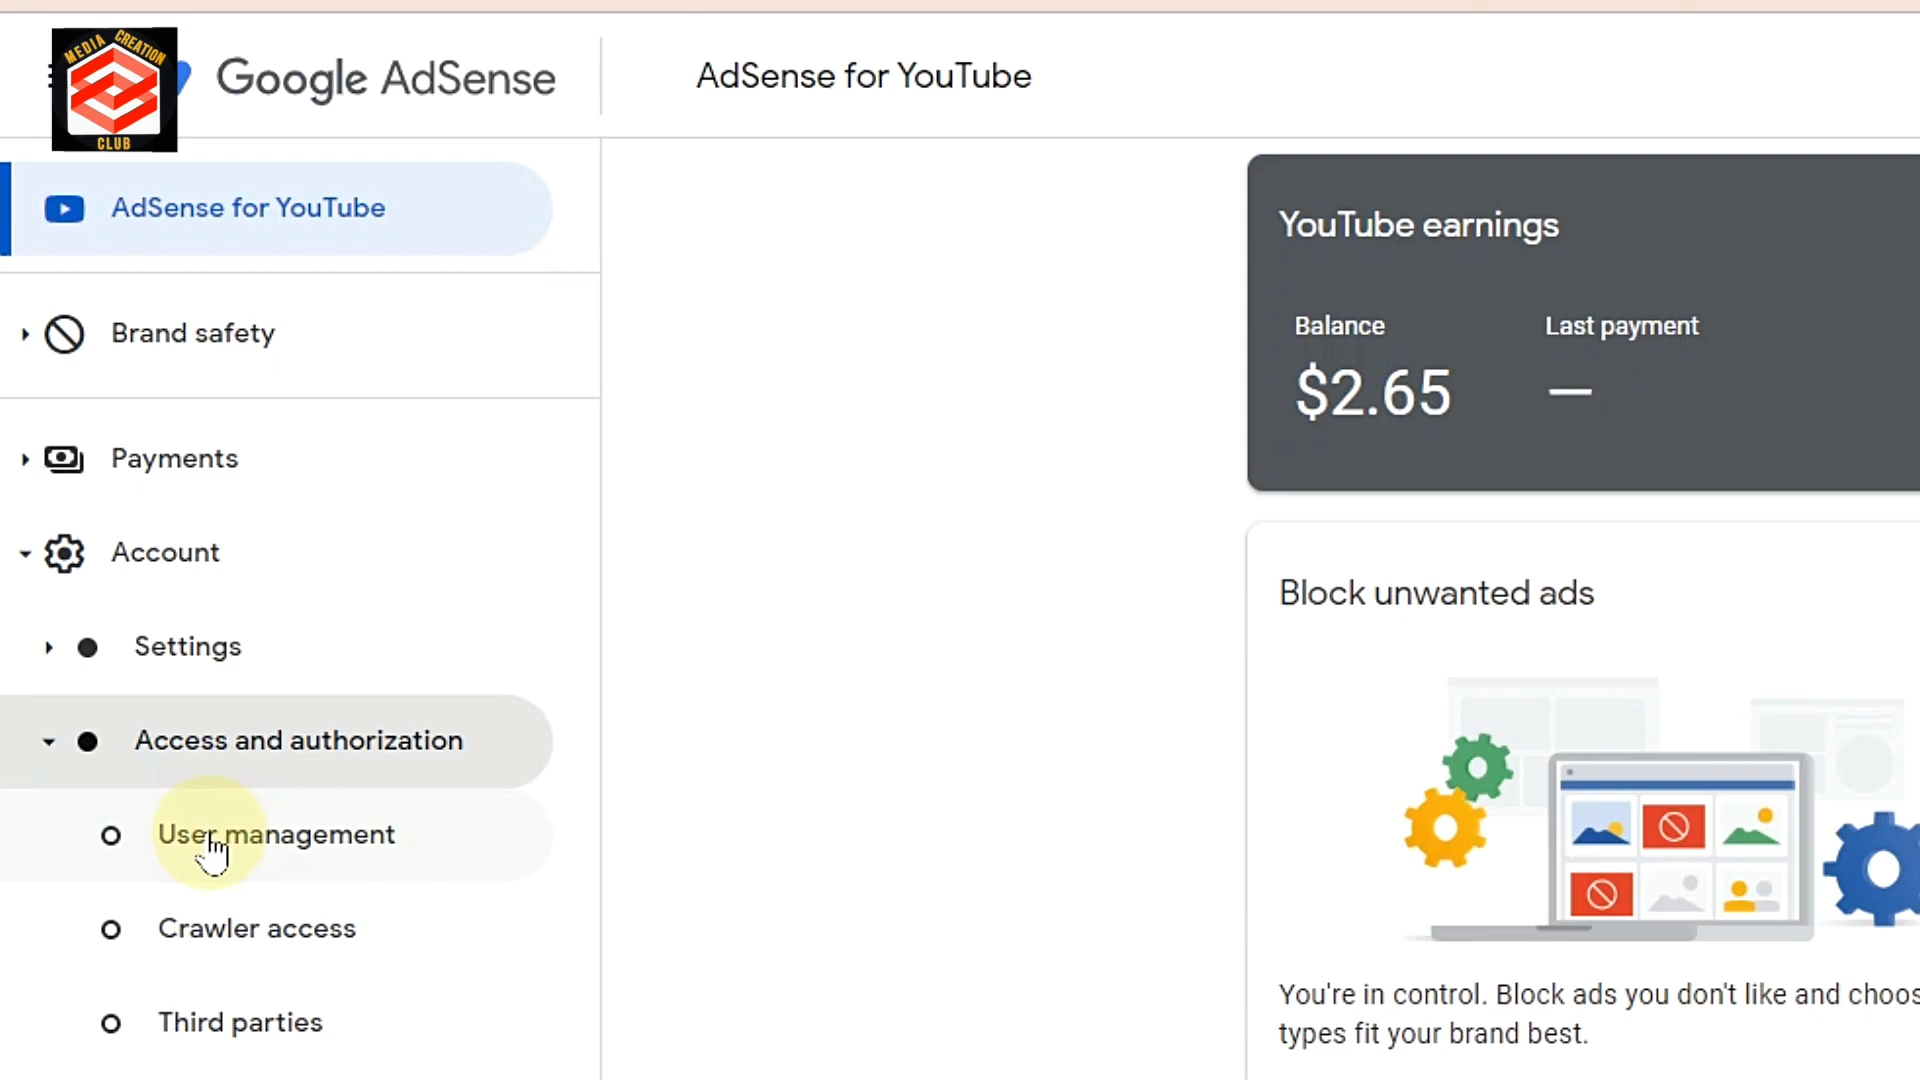 MEDIA CREATION
CLUB
Google AdSense
AdSense for YouTube
AdSense for YouTube
Brand safety
Payments
Account
Settings
Access and authorization
User management
Crawler access
Third parties
YouTube earnings
Balance
Last payment
$2.65
—
Block unwanted ads
You're in control. Block ads you don't like and choos
types fit your brand best.